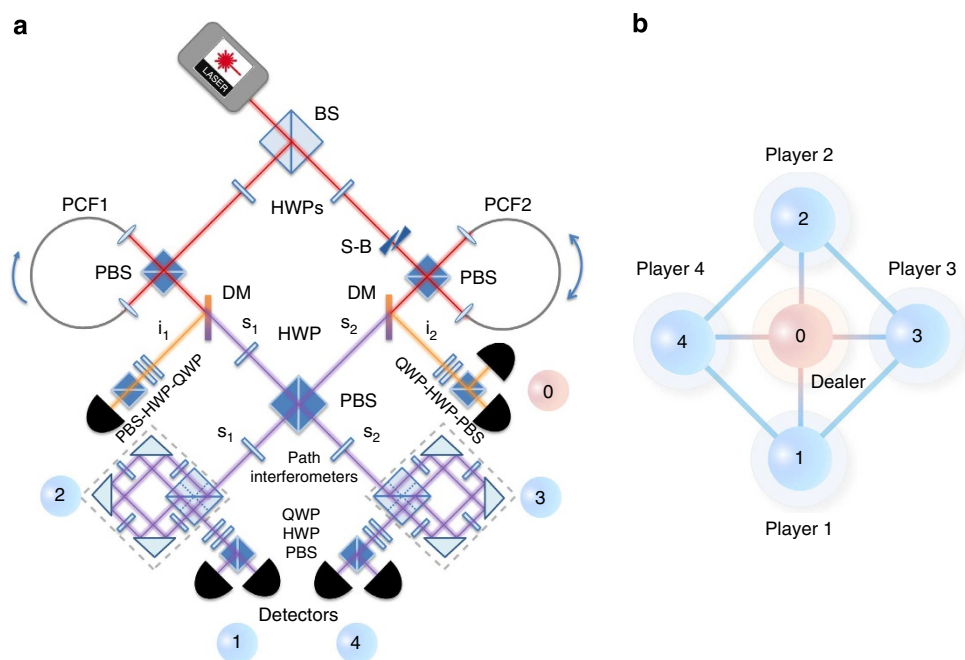 a
LASER
BS
HWPs
PCF1
PCF2
S-B
PBS
PBS
DM
DM
i1
s1
HWP
s2
i2
PBS-HWP-QWP
QWP-HWP-PBS
PBS
0
s1
s2
Path
interferometers
2
3
QWP
HWP
PBS
Detectors
1
4
b
Player 2
2
Player 4
Player 3
4
0
3
Dealer
1
Player 1